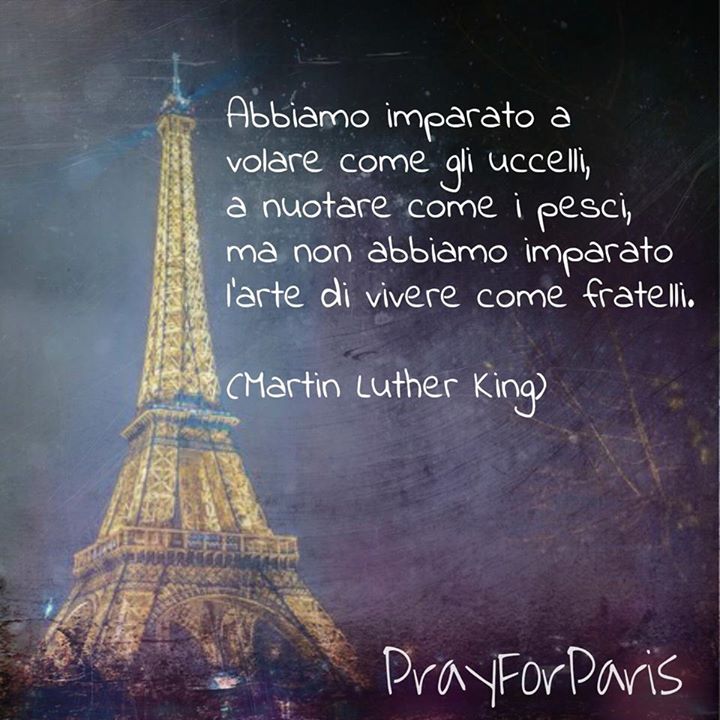 Abbiamo imparato a
volare come gli uccelli,
a nuotare come i pesci,
ma non abbiamo imparato
l'arte di vivere come fratelli.
(Martin Luther King)
PrayForParis